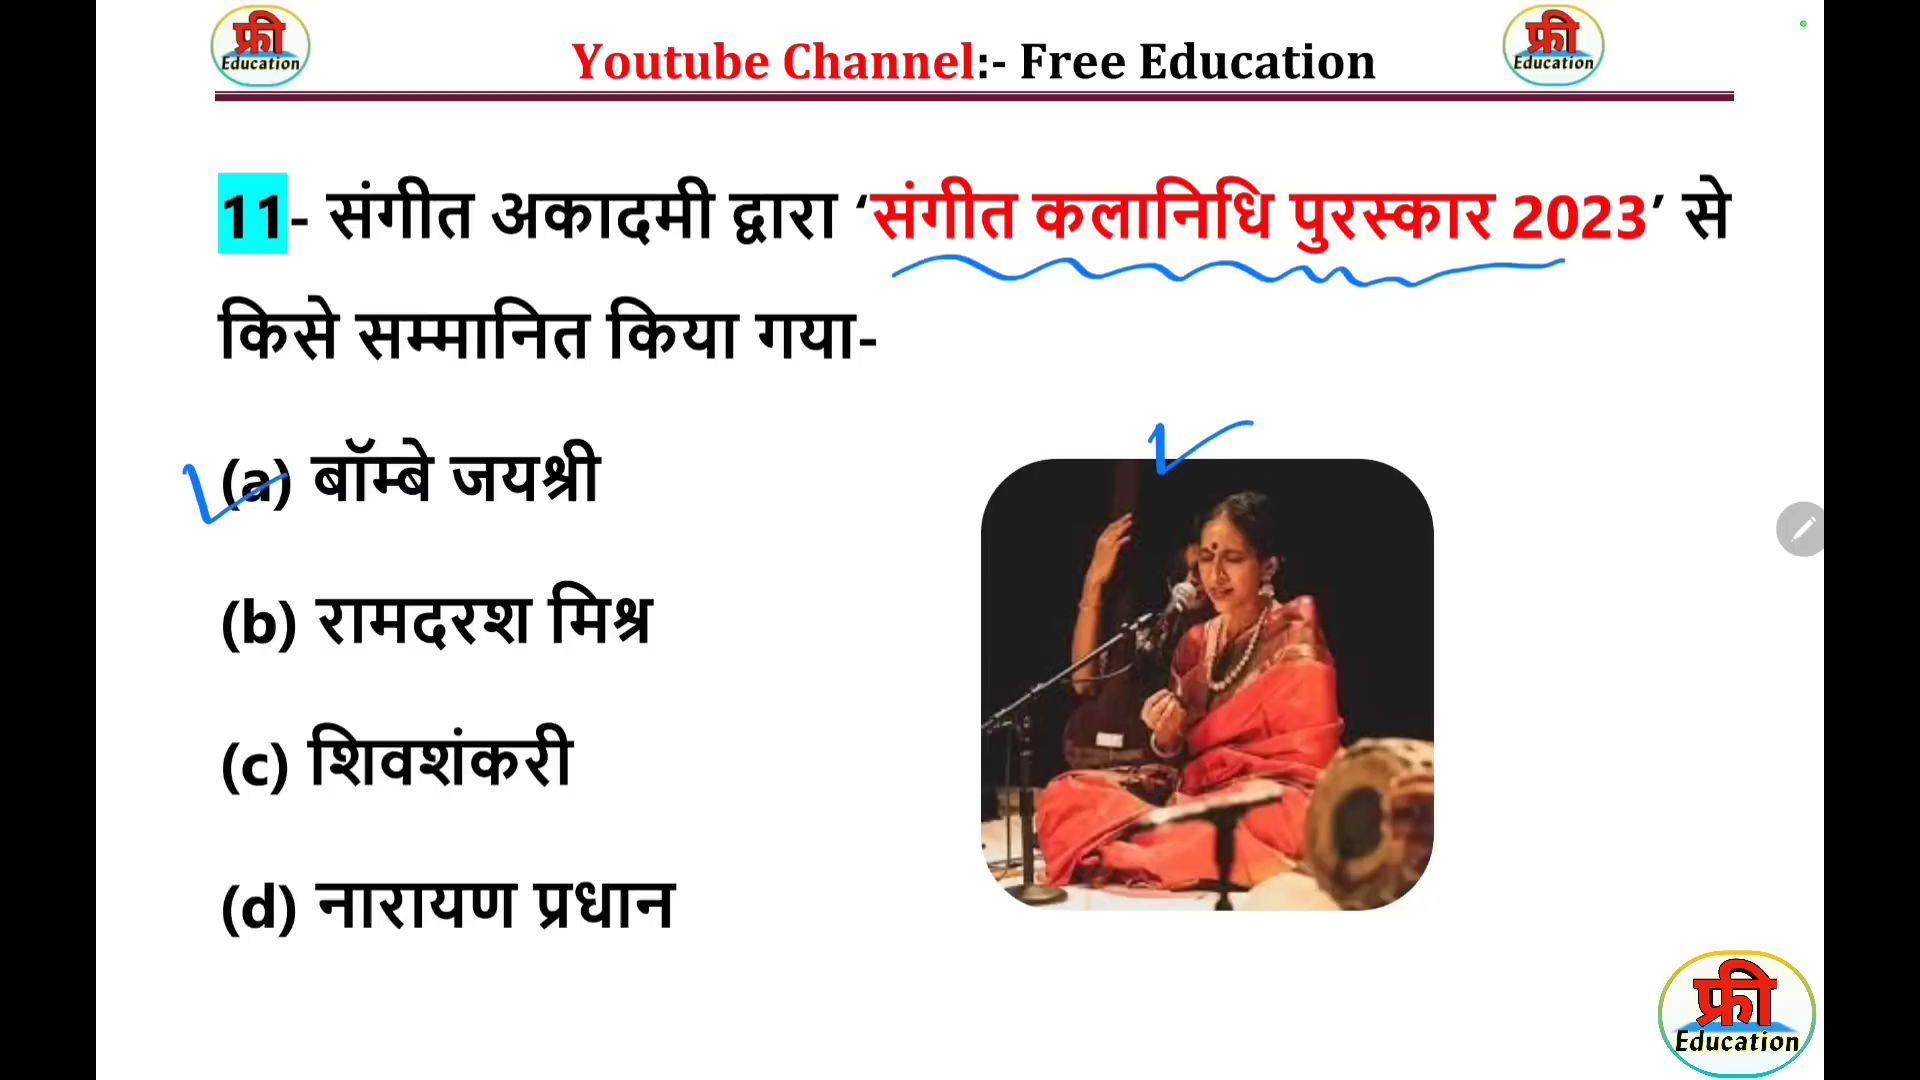 फ्री
Education
Youtube Channel:- Free Education
फ्री
Education
11- संगीत अकादमी द्वारा ‘संगीत कलानिधि पुरस्कार 2023’ से
किसे सम्मानित किया गया-
(a) बॉम्बे जयश्री
(b) रामदरश मिश्र
(c) शिवशंकरी
(d) नारायण प्रधान
फ्री
Education